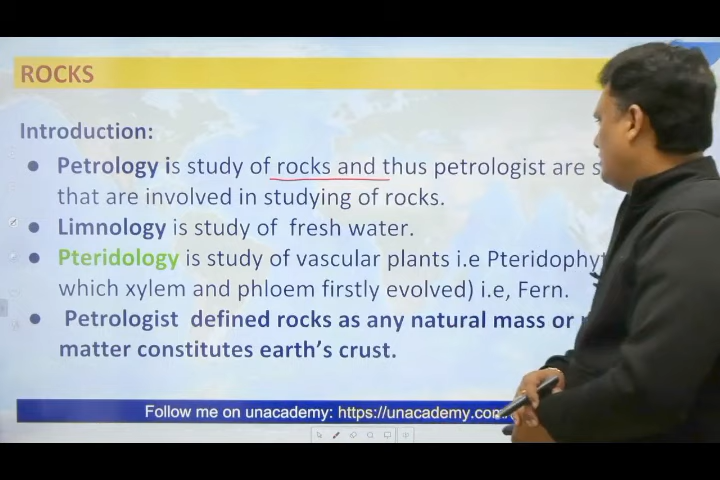 ROCKS
Introduction:
● Petrology is study of rocks and thus petrologist are
that are involved in studying of rocks.
● Limnology is study of fresh water.
● Pteridology is study of vascular plants i.e Pteridophy
which xylem and phloem firstly evolved) i.e, Fern.
● Petrologist defined rocks as any natural mass or
matter constitutes earth's crust.
Follow me on unacademy: https://unacademy.com